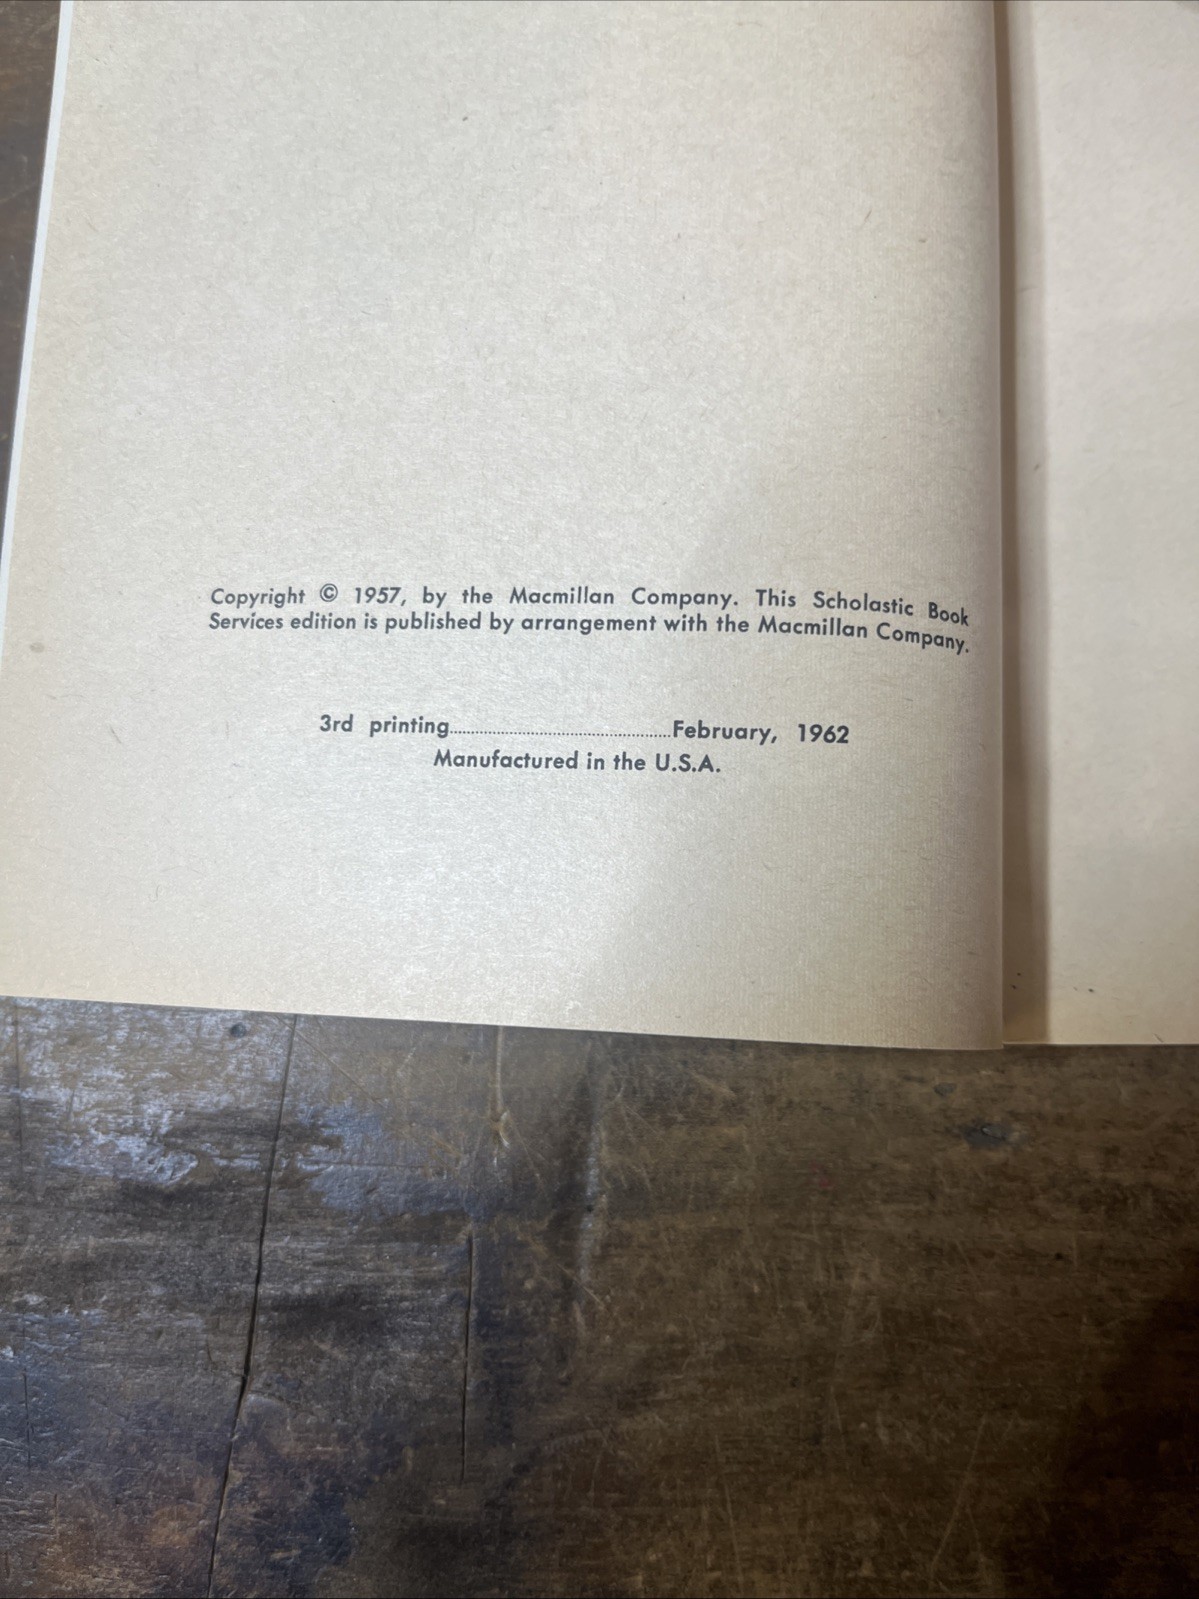 Copyright © 1957, by the Macmillan Company. This Scholastic Book
Services edition is published by arrangement with the Macmillan Company.
3rd printing..........................................February, 1962
Manufactured in the U.S.A.